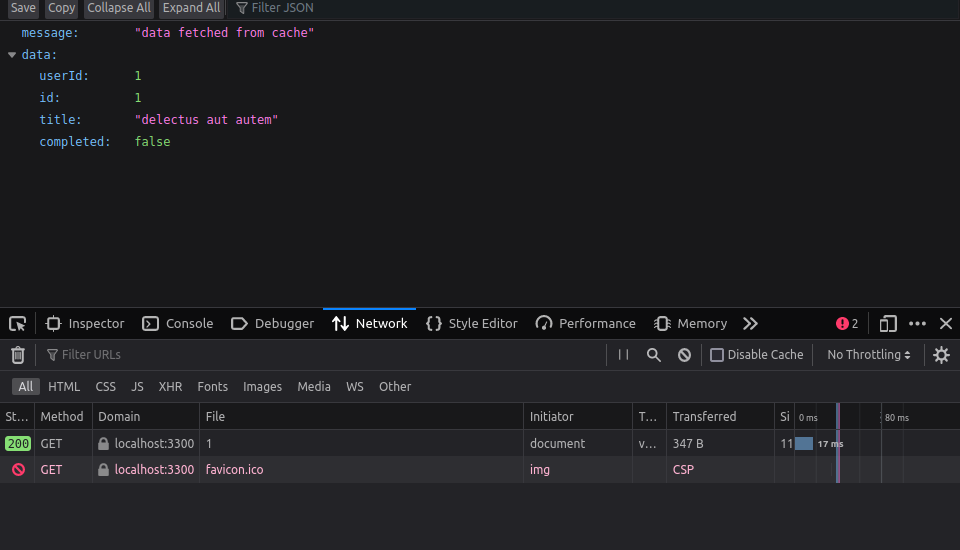 Save Copy Collapse All Expand All Filter JSON
message: "data fetched from cache"
data:
userId: 1
id: 1
title: "delectus aut autem"
completed: false
Inspector Console Debugger Network Style Editor Performance Memory 2
Filter URLs Disable Cache No Throttling
All HTML CSS JS XHR Fonts Images Media WS Other
St... Method Domain File Initiator T... Transferred Si 0 ms 80 ms
200 GET localhost:3300 1 document v... 347 B 11 17 ms
GET localhost:3300 favicon.ico img CSP